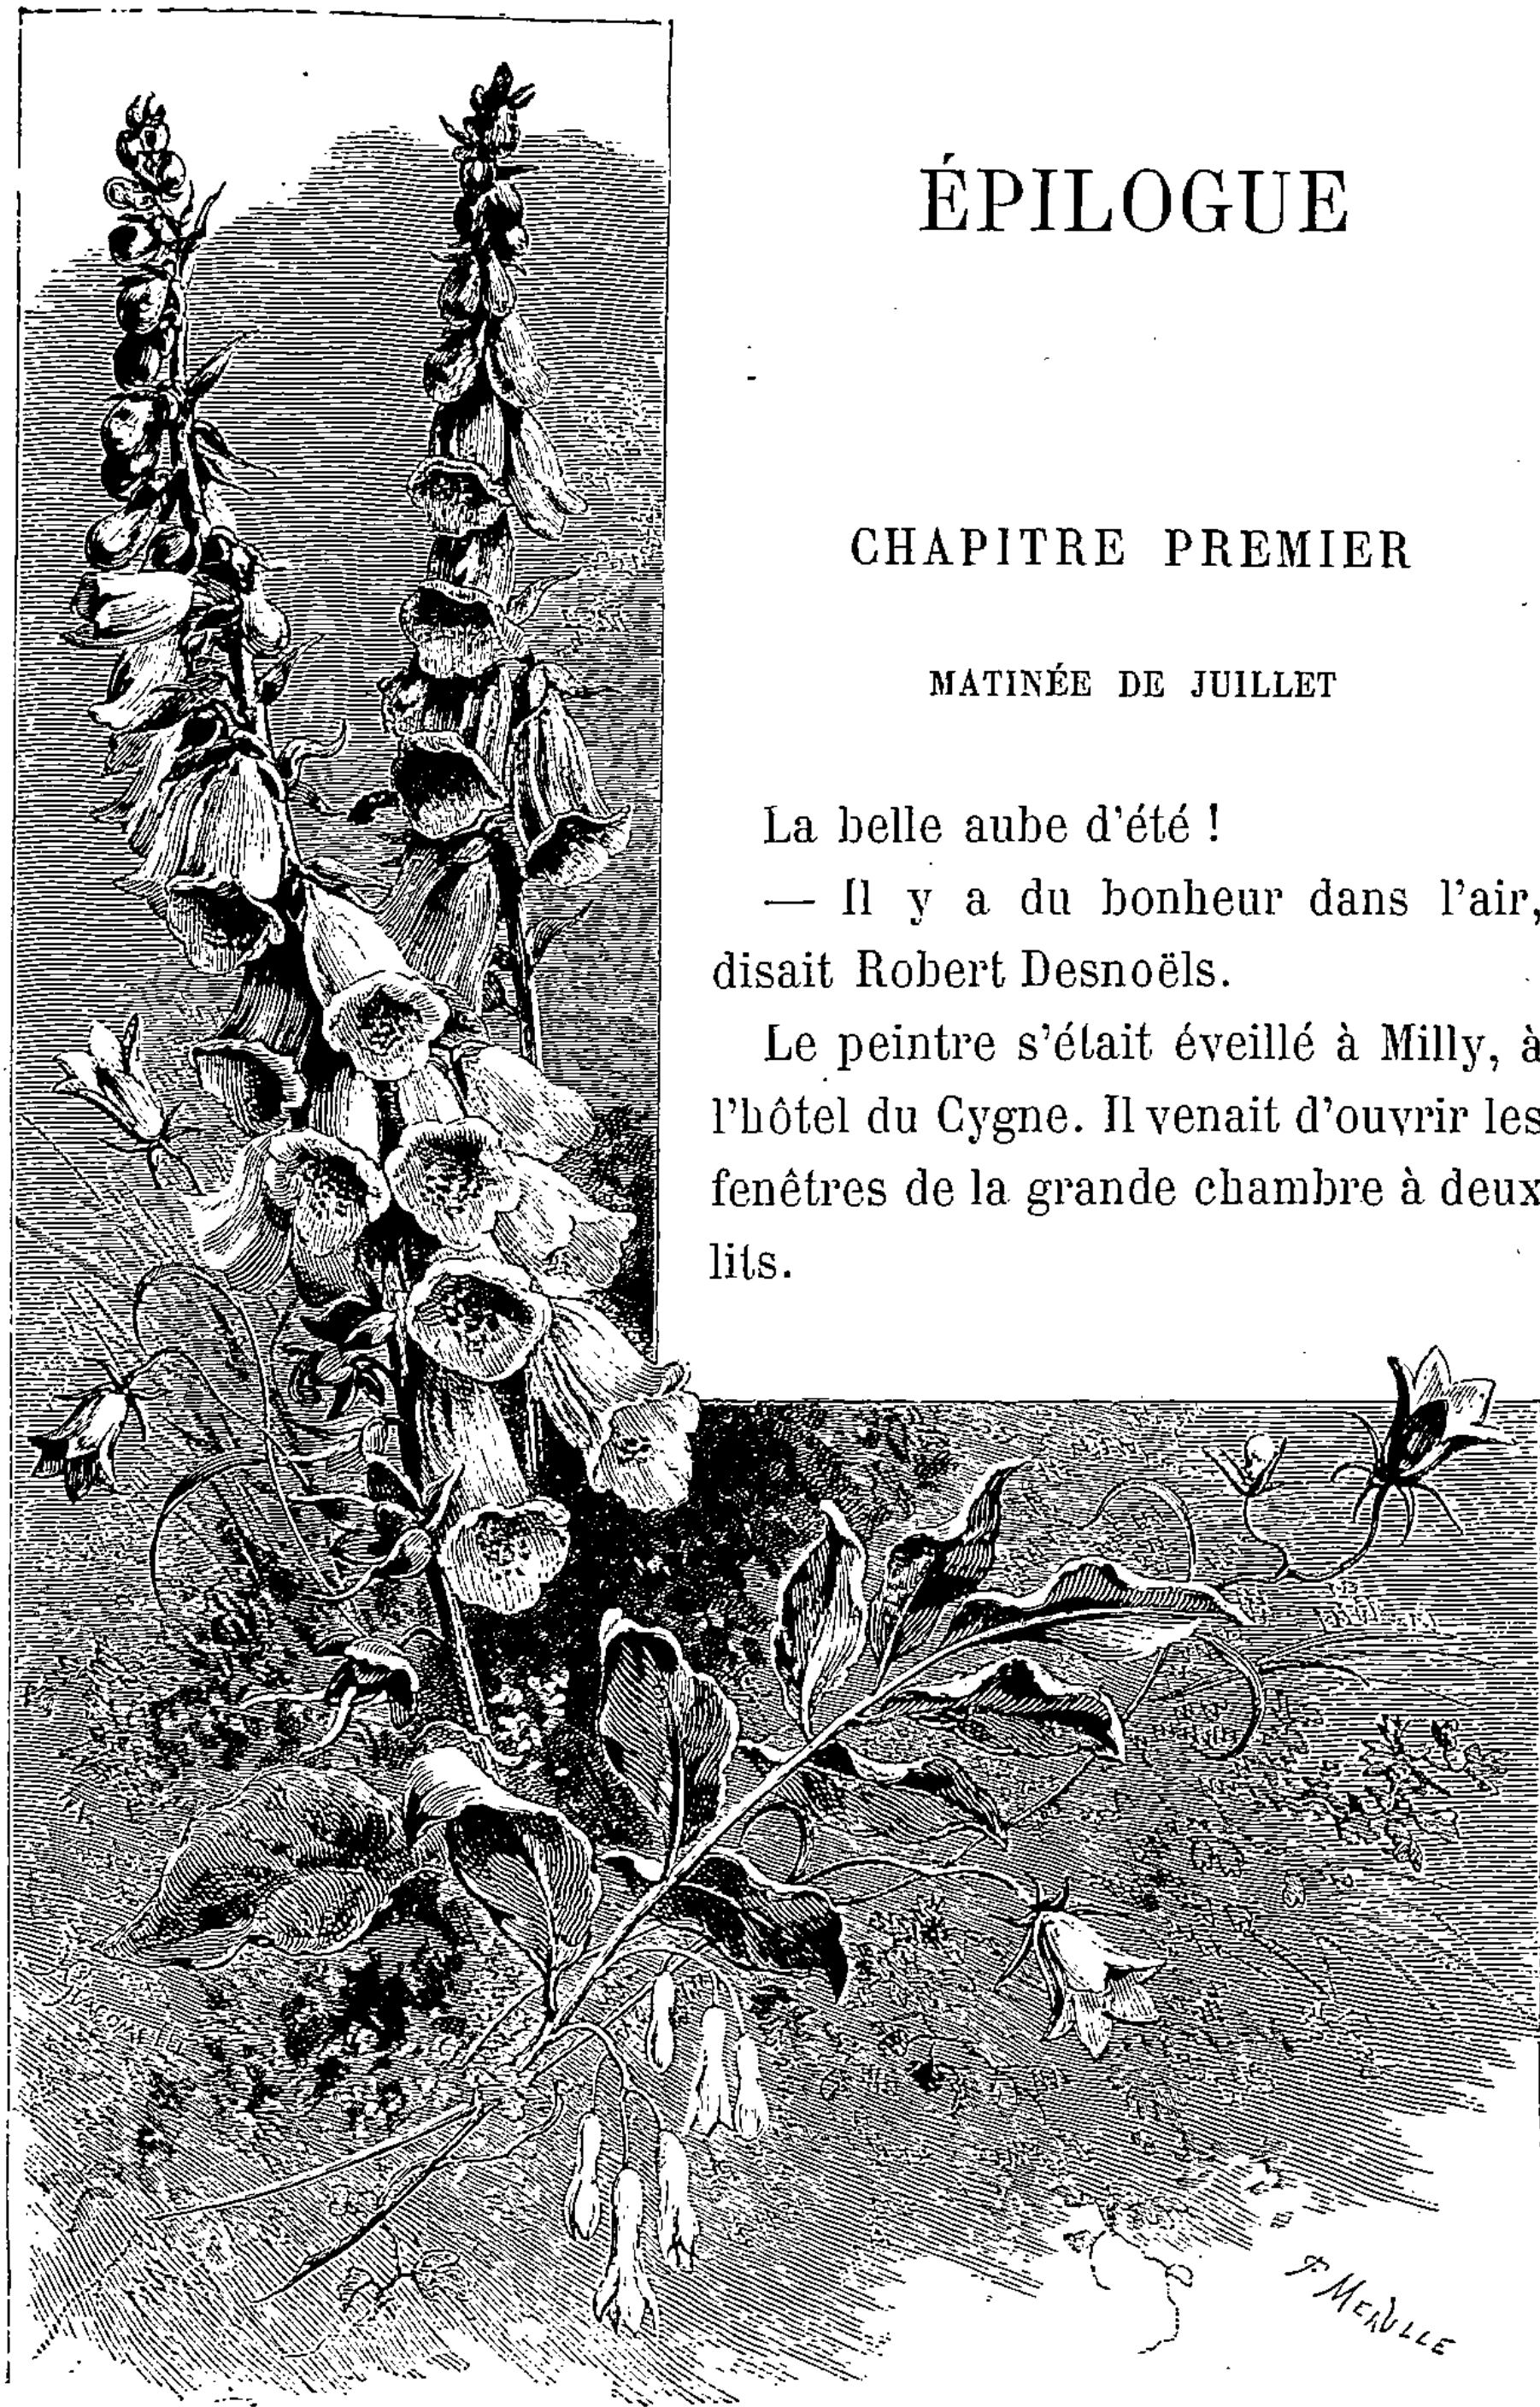 ÉPILOGUE
CHAPITRE PREMIER
MATINÉE DE JUILLET
La belle aube d'été !
— Il y a du bonheur dans l'air,
disait Robert Desnoëls.
Le peintre s'était éveillé à Milly, à
l'hôtel du Cygne. Il venait d'ouvrir les
fenêtres de la grande chambre à deux
lits.
F. MEAULLE